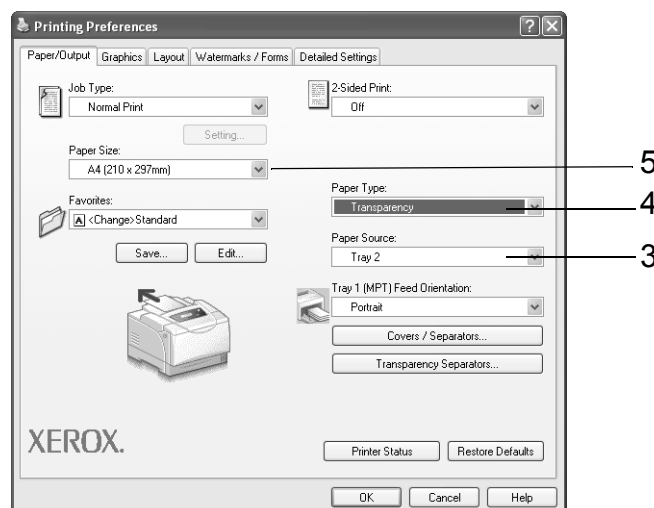 Printing Preferences
Paper/Output Graphics Layout Watermarks / Forms Detailed Settings
Job Type:
Normal Print
Setting...
2-Sided Print:
Off
Paper Size:
A4 (210 x 297mm)
5
Favorites:
A <Change>Standard
Save... Edit...
Paper Type:
Transparency
4
Paper Source:
Tray 2
3
Tray 1 (MPT) Feed Orientation:
Portrait
Covers / Separators...
Transparency Separators...
XEROX.
Printer Status Restore Defaults
OK Cancel Help